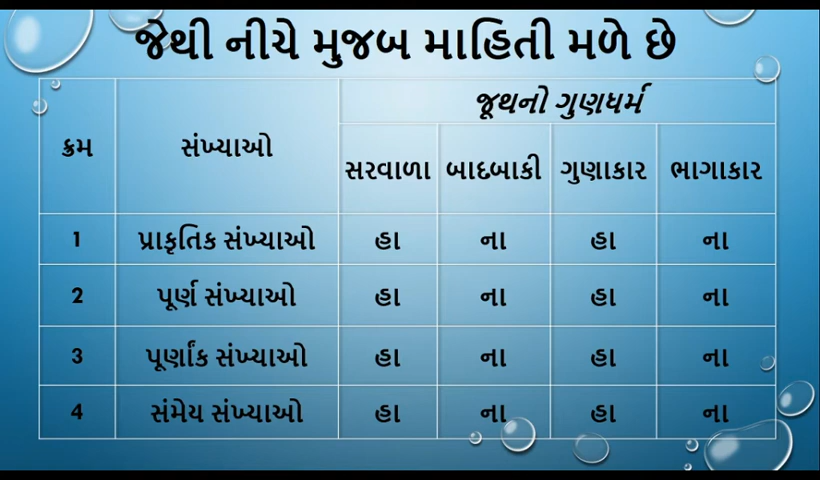 જેથી નીચે મુજબ માહિતી મળે છે
જૂથનો ગુણધર્મ
ક્રમ સંખ્યાઓ
સરવાળા બાદબાકી ગુણાકાર ભાગાકાર
1 પ્રાકૃતિક સંખ્યાઓ હા ના હા ના
2 પૂર્ણ સંખ્યાઓ હા ના હા ના
3 પૂર્ણાંક સંખ્યાઓ હા ના હા ના
4 સંમેય સંખ્યાઓ હા ના હા ના